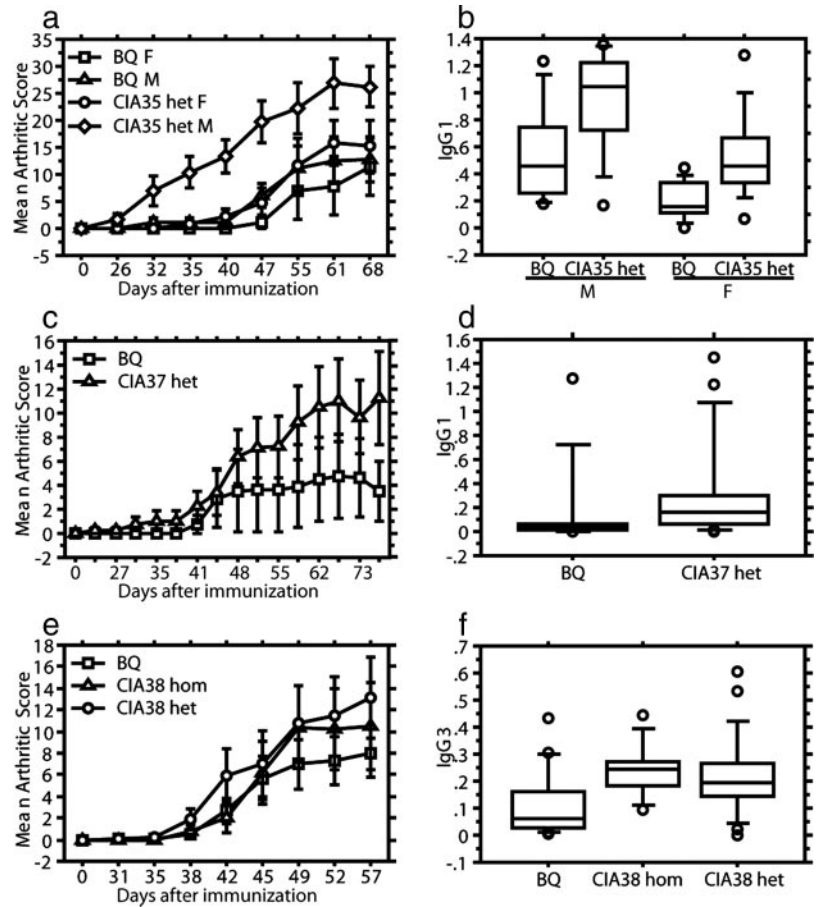 a
35
30
25
20
15
10
5
0
-5
BQ F
BQ M
CIA35 het F
CIA35 het M
Mea n Arthritic Score
0 26 32 35 40 47 55 61 68
Days after immunization
b
1.4
1.2
1
.8
.6
.4
.2
0
-.2
IgG 1
BQ CIA35 het BQ CIA35 het
M F
c
16
14
12
10
8
6
4
2
0
-2
BQ
CIA37 het
Mea n Arthritic Score
0 27 35 41 48 55 62 73
Days after immunization
d
1.6
1.4
1.2
1
.8
.6
.4
.2
0
-.2
IgG 1
BQ CIA37 het
e
18
16
14
12
10
8
6
4
2
0
-2
BQ
CIA38 hom
CIA38 het
Mea n Arthritic Score
0 31 35 38 42 45 49 52 57
Days after immunization
f
.7
.6
.5
.4
.3
.2
.1
0
-.1
IgG 3
BQ CIA38 hom CIA38 het